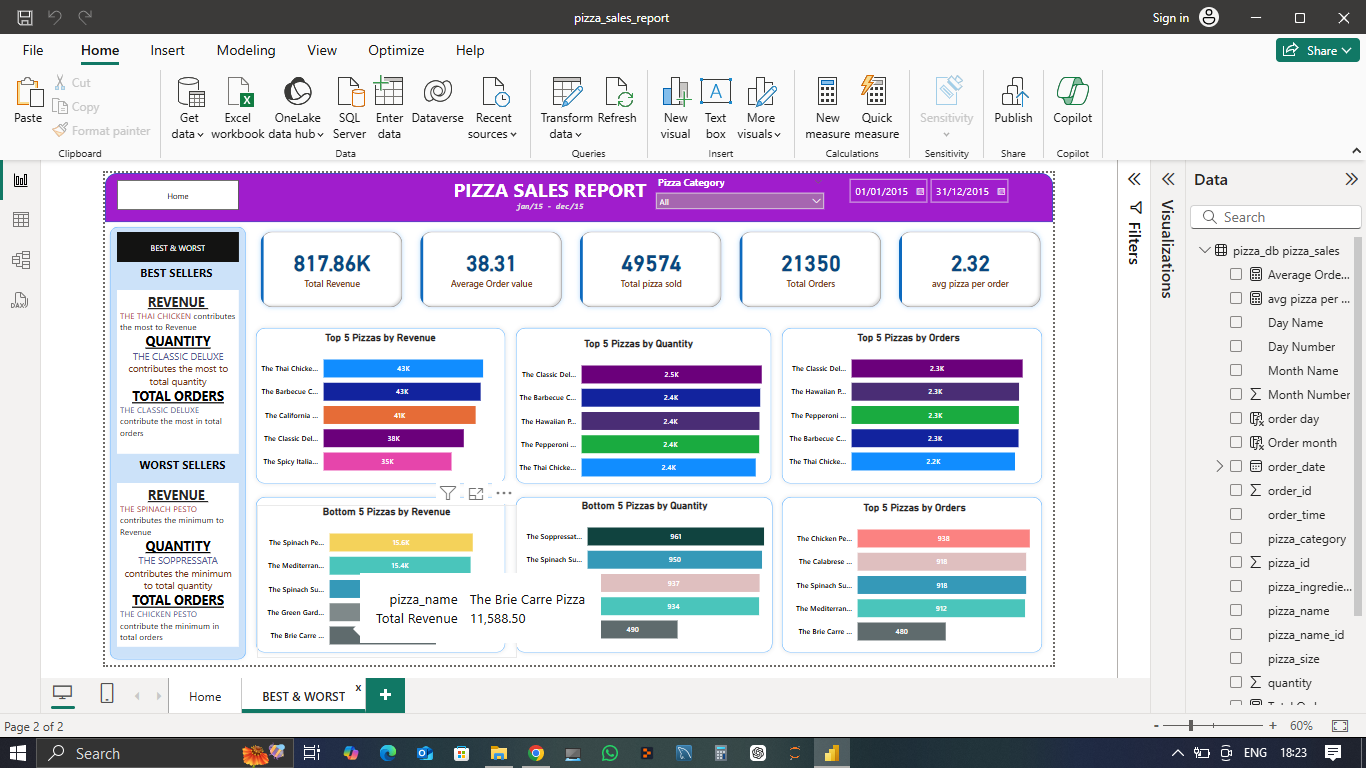 pizza_sales_report
Sign in
File Home Insert Modeling View Optimize Help
Share
Paste
Cut
Copy
Format painter
Clipboard
Get data
Excel workbook
OneLake data hub
SQL Server
Enter data
Dataverse
Recent sources
Data
Transform data
Refresh
Queries
New visual
Text box
More visuals
Insert
New measure
Quick measure
Calculations
Sensitivity
Sensitivity
Publish
Share
Copilot
Copilot
Home
PIZZA SALES REPORT
jan/15 - dec/15
Pizza Category
All
01/01/2015
31/12/2015
BEST & WORST
BEST SELLERS
REVENUE
THE THAI CHICKEN contributes
the most to Revenue
QUANTITY
THE CLASSIC DELUXE
contributes the most to
total quantity
TOTAL ORDERS
THE CLASSIC DELUXE
contribute the most in total
orders
WORST SELLERS
REVENUE
THE SPINACH PESTO
contributes the minimum to
Revenue
QUANTITY
THE SOPPRESSATA
contributes the minimum
to total quantity
TOTAL ORDERS
THE CHICKEN PESTO
contribute the minimum in
total orders
817.86K
Total Revenue
38.31
Average Order value
49574
Total pizza sold
21350
Total Orders
2.32
avg pizza per order
Top 5 Pizzas by Revenue
The Thai Chicke... 43K
The Barbecue C... 43K
The California ... 41K
The Classic Del... 38K
The Spicy Italia... 35K
Top 5 Pizzas by Quantity
The Classic Del... 2.5K
The Barbecue C... 2.4K
The Hawaiian P... 2.4K
The Pepperoni ... 2.4K
The Thai Chicke... 2.4K
Top 5 Pizzas by Orders
The Classic Del... 2.3K
The Hawaiian P... 2.3K
The Pepperoni ... 2.3K
The Barbecue C... 2.3K
The Thai Chicke... 2.2K
Bottom 5 Pizzas by Revenue
The Spinach Pe... 15.6K
The Mediterran... 15.4K
The Spinach Su...
The Green Gard...
The Brie Carre ...
pizza_name The Brie Carre Pizza
Total Revenue 11,588.50
Bottom 5 Pizzas by Quantity
The Soppressat... 961
The Spinach Su... 950
937
934
490
Top 5 Pizzas by Orders
The Chicken Pe... 938
The Calabrese ... 918
The Spinach Su... 918
The Mediterran... 912
The Brie Carre ... 480
Filters
Visualizations
Data
Search
pizza_db pizza_sales
Average Orde...
avg pizza per ...
Day Name
Day Number
Month Name
Month Number
order day
Order month
order_date
order_id
order_time
pizza_category
pizza_id
pizza_ingredie...
pizza_name
pizza_name_id
pizza_size
quantity
Home
BEST & WORST
x
+
Page 2 of 2
- + 60%
Search
ENG
18:23